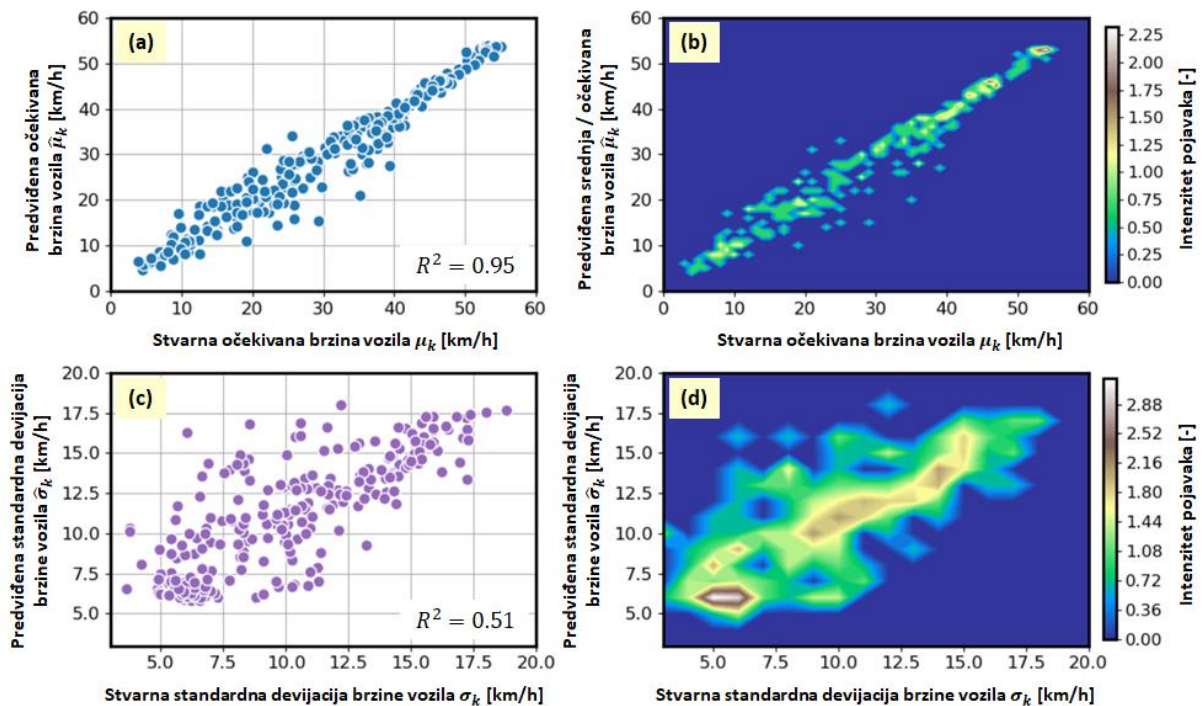 (a)
Predviđena očekivana
brzina vozila μ̂ₖ [km/h]
60
50
40
30
20
10
0
0 10 20 30 40 50 60
R² = 0.95
Stvarna očekivana brzina vozila μₖ [km/h]
(b)
Predviđena srednja / očekivana
brzina vozila μ̂ₖ [km/h]
60
50
40
30
20
10
0
0 10 20 30 40 50 60
Stvarna očekivana brzina vozila μₖ [km/h]
2.25
2.00
1.75
1.50
1.25
1.00
0.75
0.50
0.25
0.00
Intenzitet pojavaka [-]
(c)
Predviđena standardna devijacija
brzine vozila σ̂ₖ [km/h]
20.0
17.5
15.0
12.5
10.0
7.5
5.0
5.0 7.5 10.0 12.5 15.0 17.5 20.0
R² = 0.51
Stvarna standardna devijacija brzine vozila σₖ [km/h]
(d)
Predviđena standardna devijacija
brzine vozila σ̂ₖ [km/h]
20.0
17.5
15.0
12.5
10.0
7.5
5.0
5.0 7.5 10.0 12.5 15.0 17.5 20.0
Stvarna standardna devijacija brzine vozila σₖ [km/h]
2.88
2.52
2.16
1.80
1.44
1.08
0.72
0.36
0.00
Intenzitet pojavaka [-]